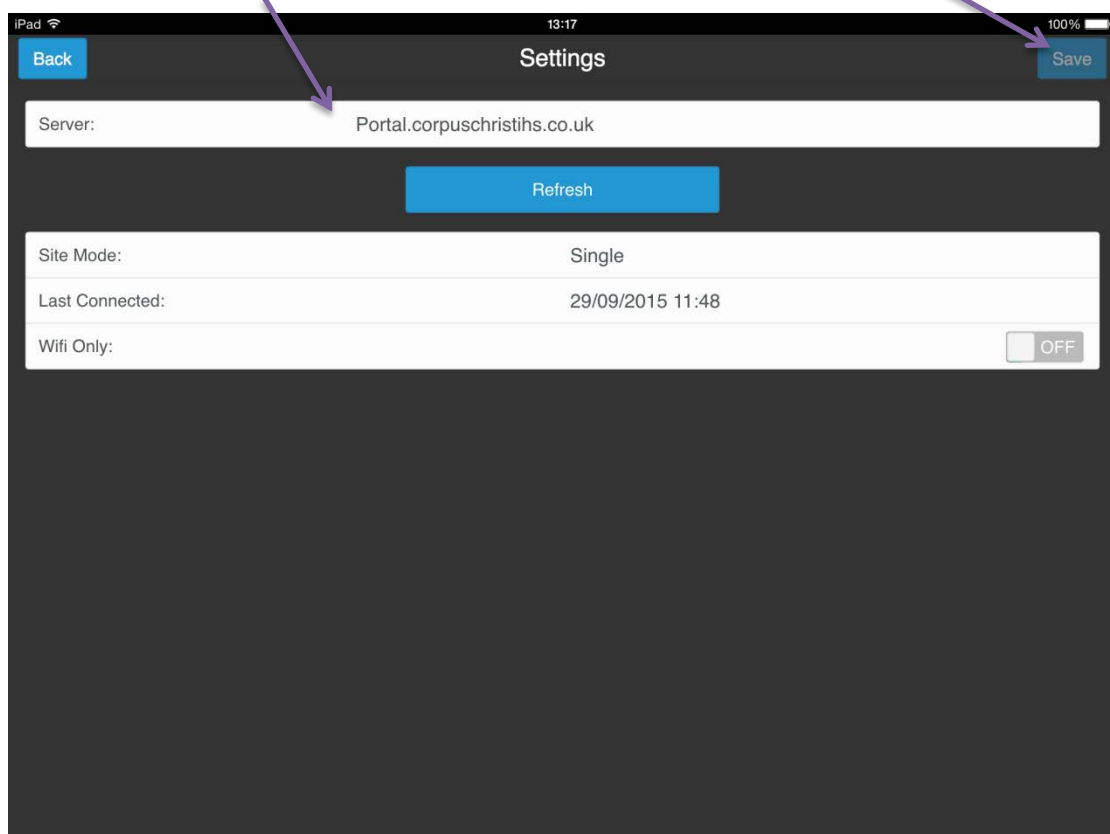 iPad 13:17 100%
Back Settings Save
Server: Portal.corpuschristihs.co.uk
Refresh
Site Mode: Single
Last Connected: 29/09/2015 11:48
Wifi Only: OFF